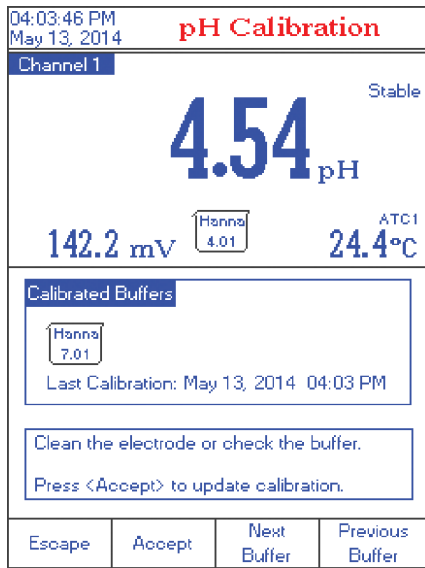 04:03:46 PM
May 13, 2014
pH Calibration
Channel 1
Stable
4.54 pH
142.2 mV
Hanna
4.01
ATC1
24.4°C
Calibrated Buffers
Hanna
7.01
Last Calibration: May 13, 2014 04:03 PM
Clean the electrode or check the buffer.
Press <Accept> to update calibration.
Escape
Accept
Next
Buffer
Previous
Buffer